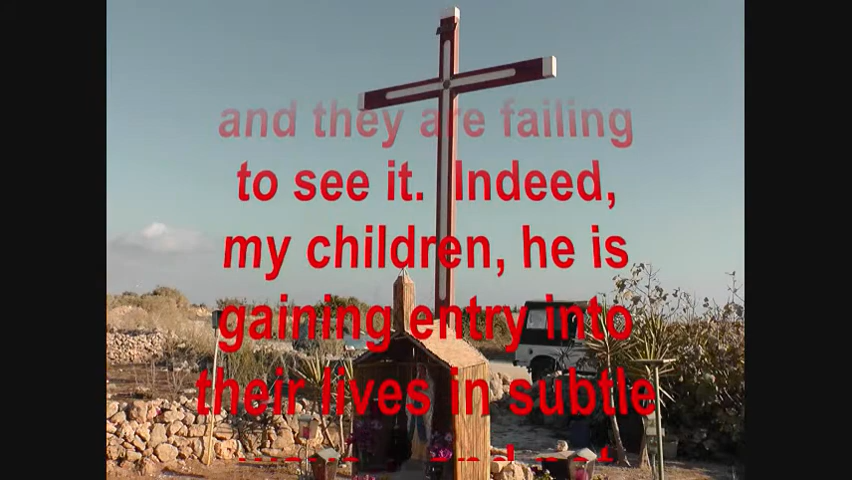 and they are failing
to see it. Indeed,
my children, he is
gaining entry into
their lives in subtle